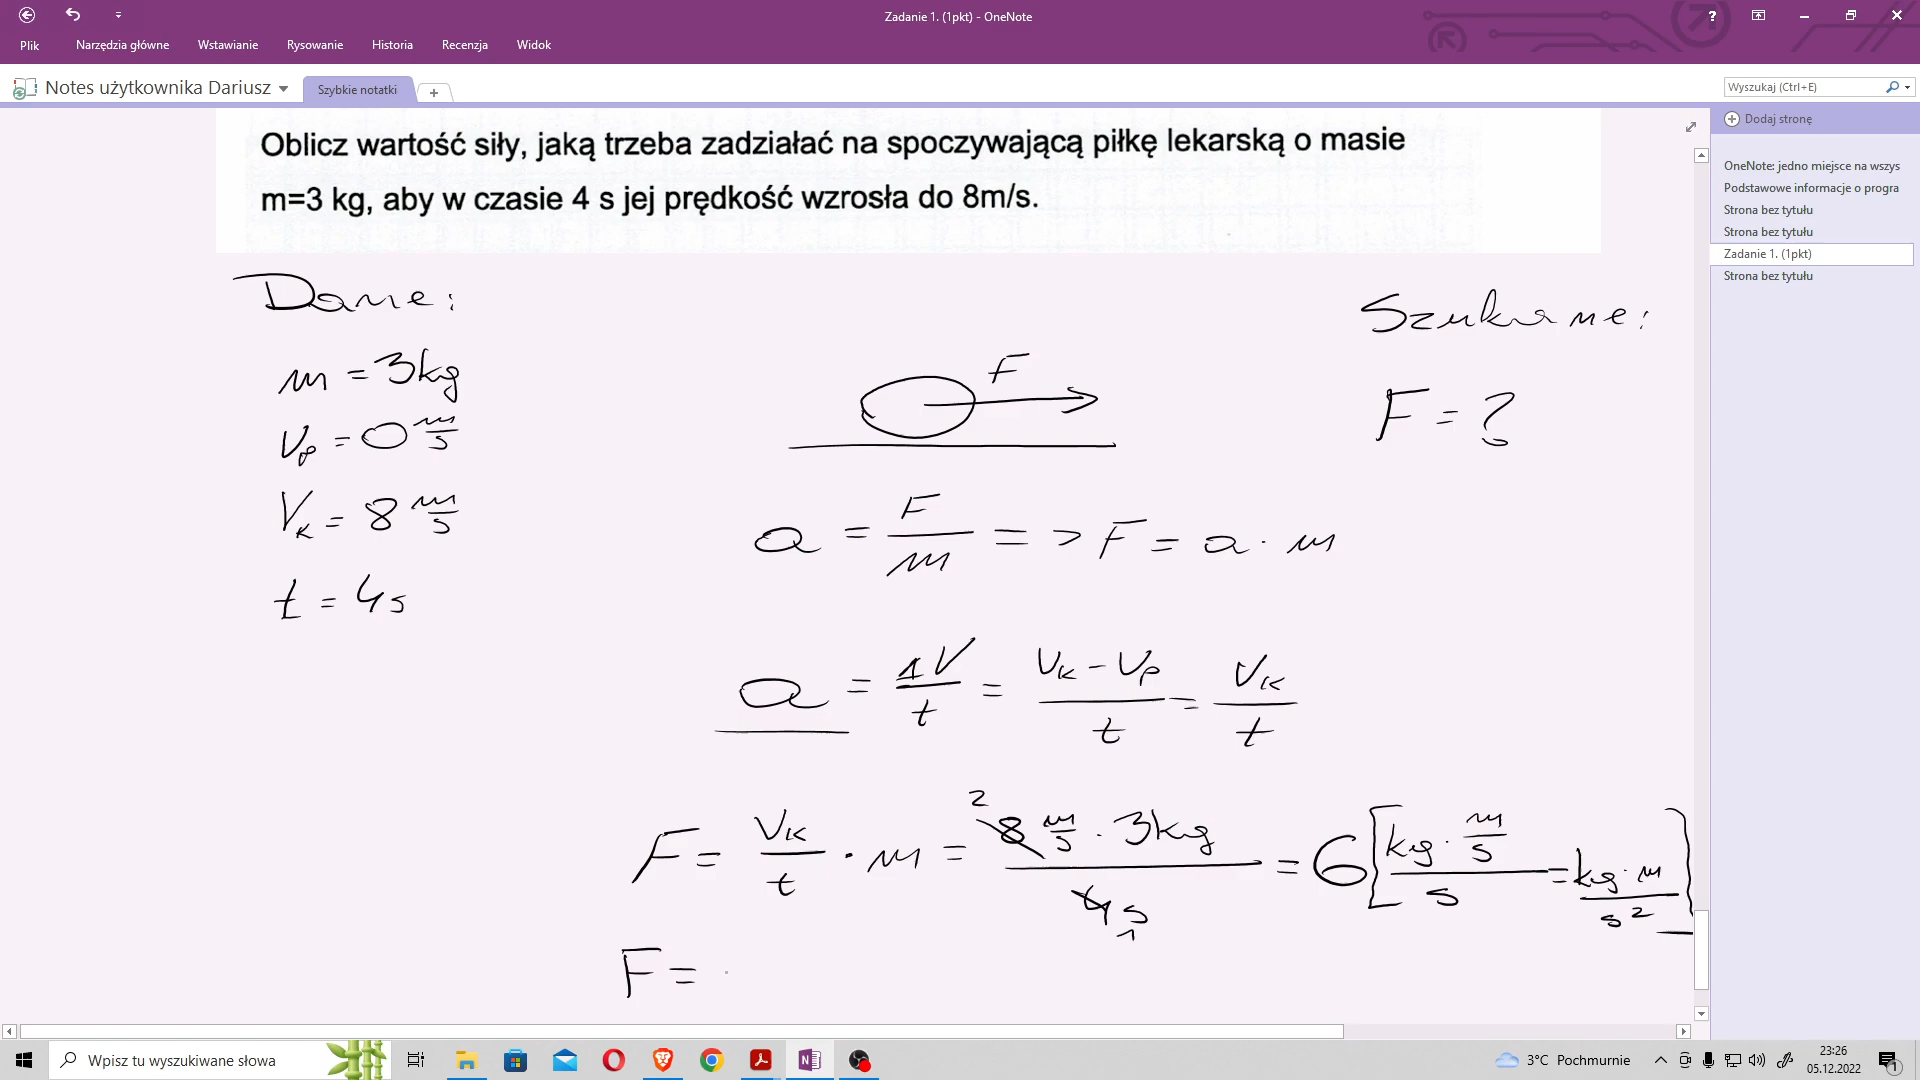 Zadanie 1. (1pkt) - OneNote
?
Plik Narzędzia główne Wstawianie Rysowanie Historia Recenzja Widok
Notes użytkownika Dariusz Szybkie notatki +
Wyszukaj (Ctrl+E)
Dodaj stronę
OneNote: jedno miejsce na wszys
Podstawowe informacje o progra
Strona bez tytułu
Strona bez tytułu
Zadanie 1. (1pkt)
Strona bez tytułu
Oblicz wartość siły, jaką trzeba zadziałać na spoczywającą piłkę lekarską o masie
m=3 kg, aby w czasie 4 s jej prędkość wzrosła do 8m/s.
Dane:
m = 3kg
Vp = 0 m/s
Vk = 8 m/s
t = 4s
F
Szukane:
F = ?
a = F/m => F = a · m
a = ΔV/t = (Vk - Vp)/t = Vk/t
F = Vk/t · m = (2 8 m/s · 3kg)/(4s 1) = 6 [(kg · m/s)/s = (kg · m)/s²]
F =
Wpisz tu wyszukiwane słowa
3°C Pochmurnie
23:26
05.12.2022
1